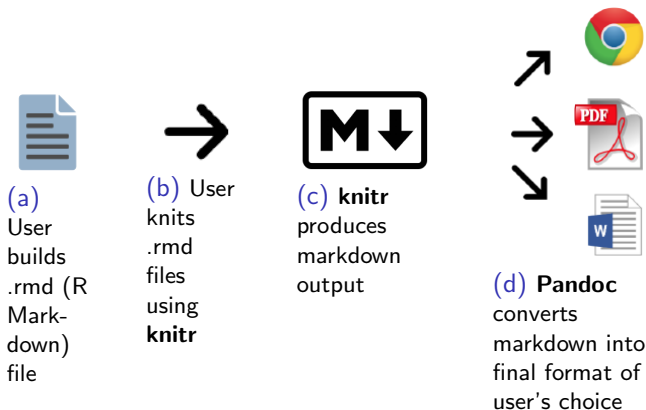 (a)
User
builds
.rmd (R
Mark-
down)
file
(b) User
knits
.rmd
files
using
knitr
M
(c) knitr
produces
markdown
output
PDF
W
(d) Pandoc
converts
markdown into
final format of
user's choice